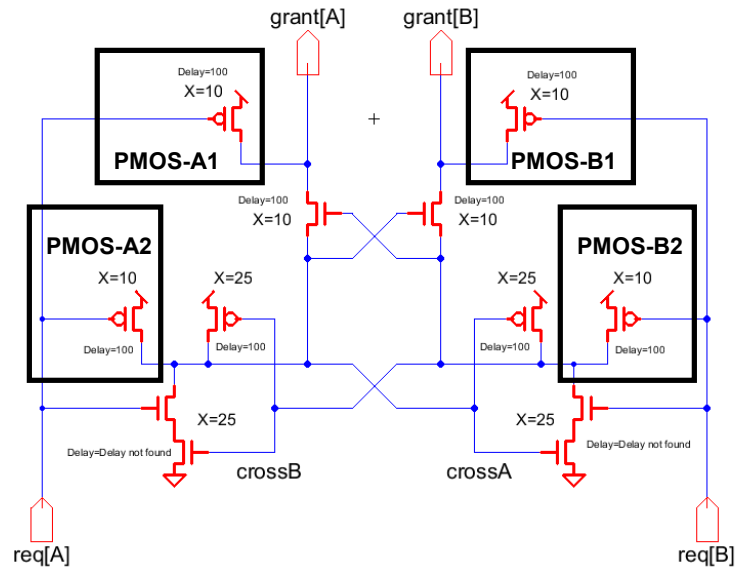 grant[A] grant[B]
Delay=100 Delay=100
X=10 X=10
PMOS-A1 PMOS-B1
Delay=100 Delay=100
X=10 X=10
PMOS-A2 PMOS-B2
X=10 X=25 X=25 X=10
Delay=100 Delay=100 Delay=100 Delay=100
X=25 X=25
Delay=Delay not found Delay=Delay not found
crossB crossA
req[A] req[B]